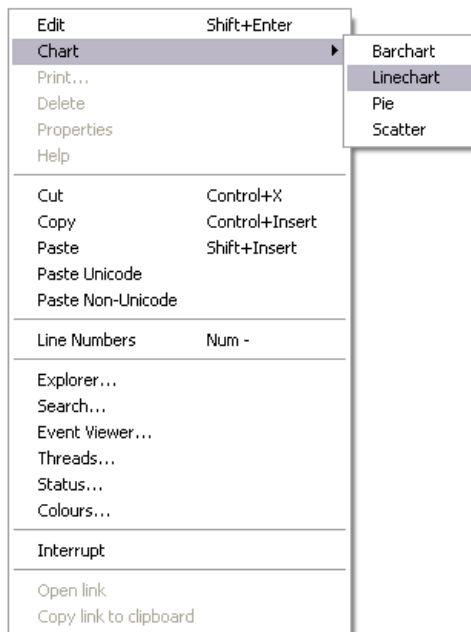 Edit Shift+Enter
Chart
Barchart
Linechart
Pie
Scatter
Print...
Delete
Properties
Help
Cut Control+X
Copy Control+Insert
Paste Shift+Insert
Paste Unicode
Paste Non-Unicode
Line Numbers Num -
Explorer...
Search...
Event Viewer...
Threads...
Status...
Colours...
Interrupt
Open link
Copy link to clipboard